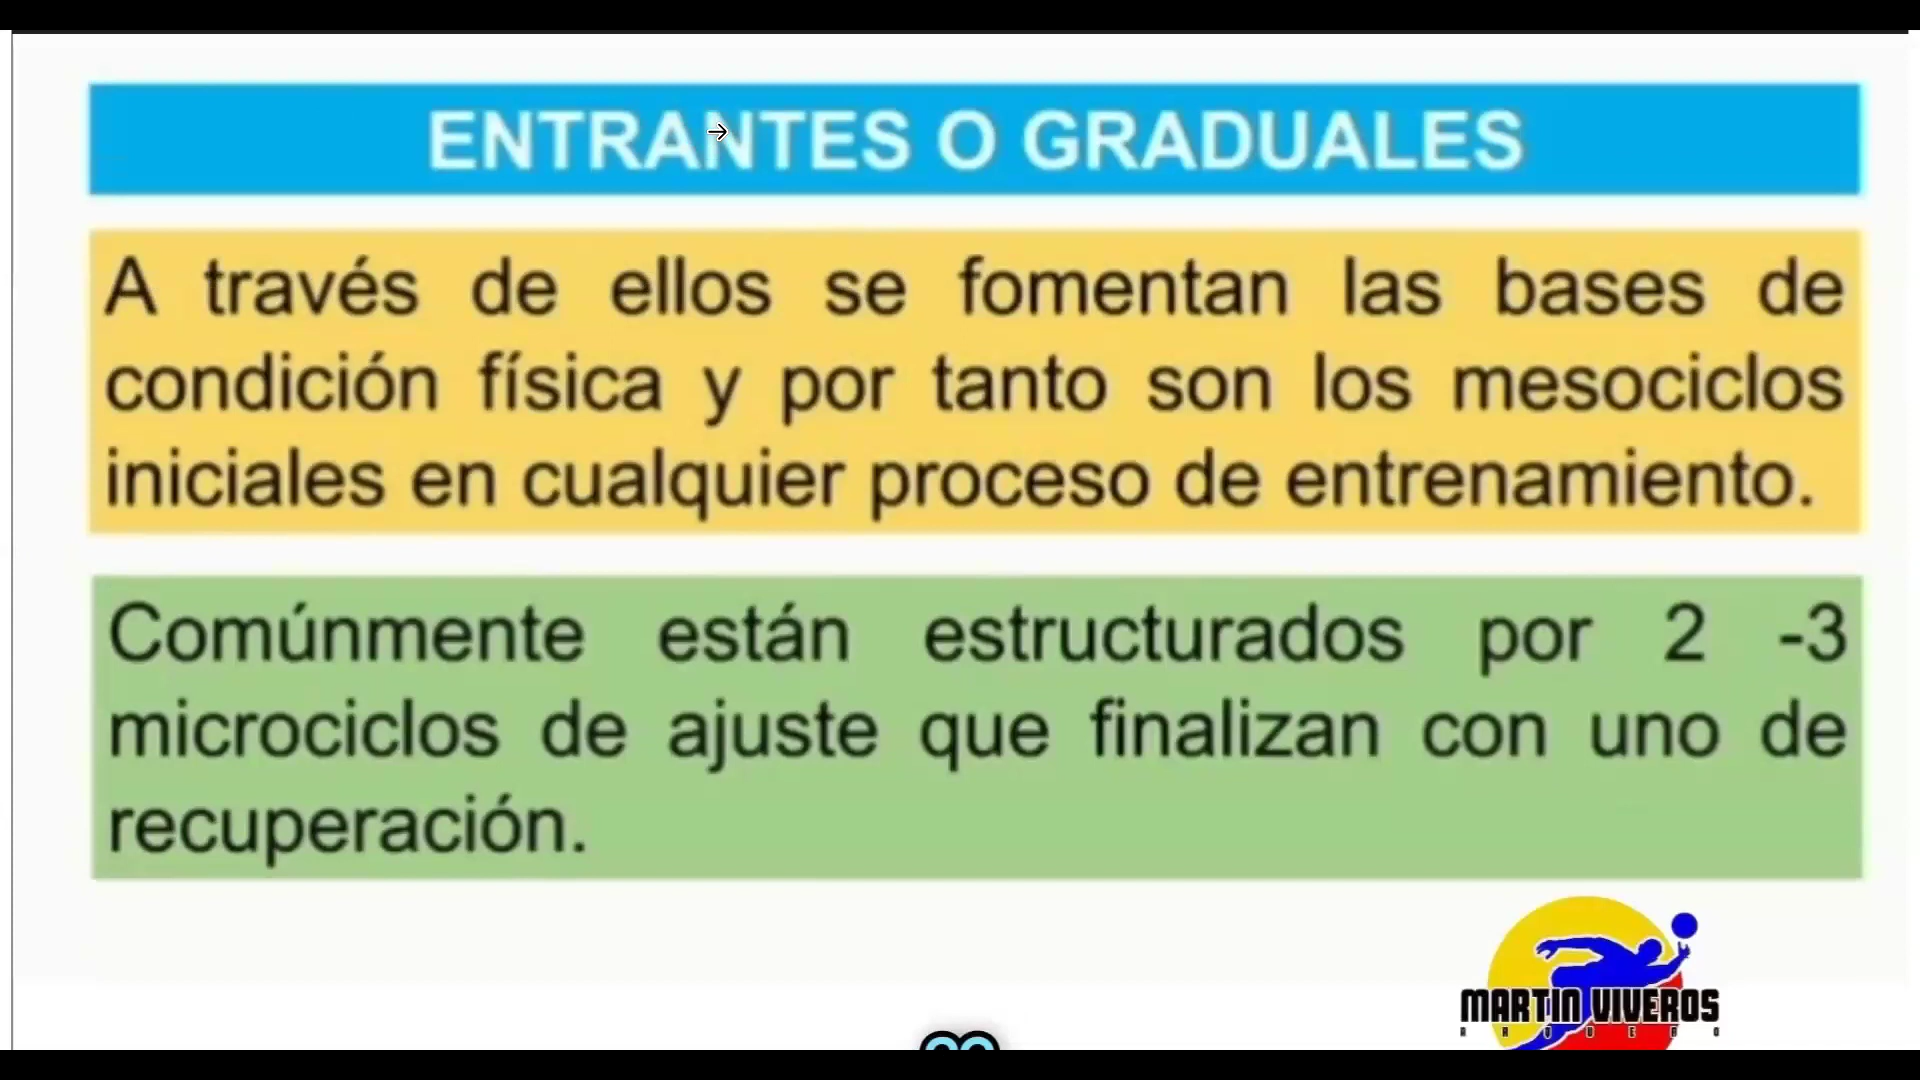 ENTRANTES O GRADUALES
A través de ellos se fomentan las bases de
condición física y por tanto son los mesociclos
iniciales en cualquier proceso de entrenamiento.
Comúnmente están estructurados por 2 -3
microciclos de ajuste que finalizan con uno de
recuperación.
MARTIN VIVEROS
ARQUERO